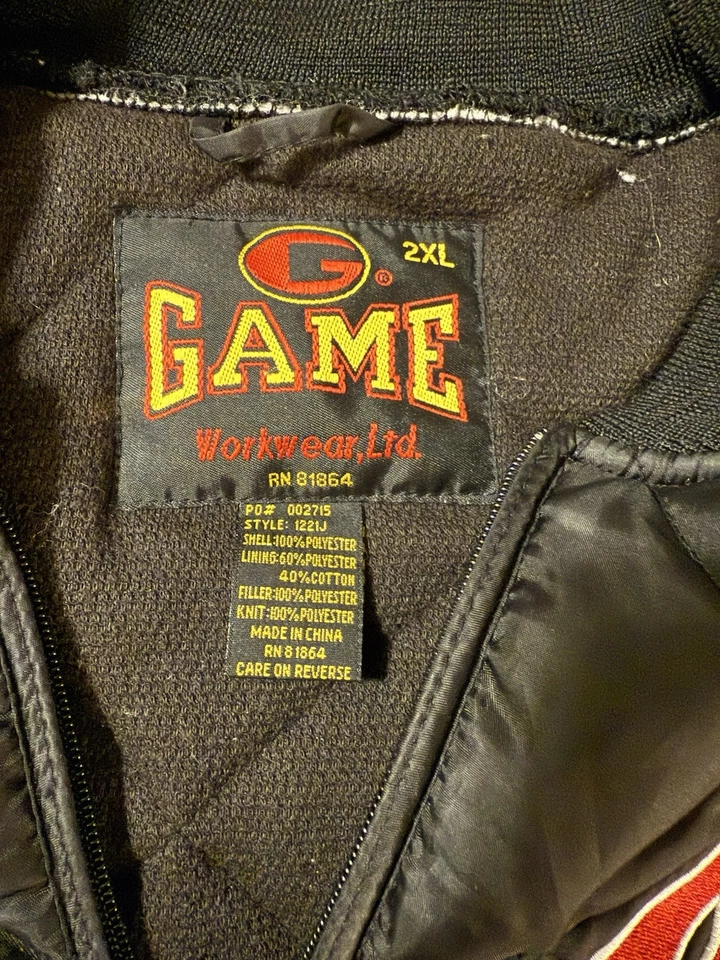 G
®
2XL
GAME
Workwear, Ltd.
RN 81864
PO# 002715
STYLE: 1221J
SHELL:100%POLYESTER
LINING:60%POLYESTER
40%COTTON
FILLER:100%POLYESTER
KNIT:100%POLYESTER
MADE IN CHINA
RN 81864
CARE ON REVERSE